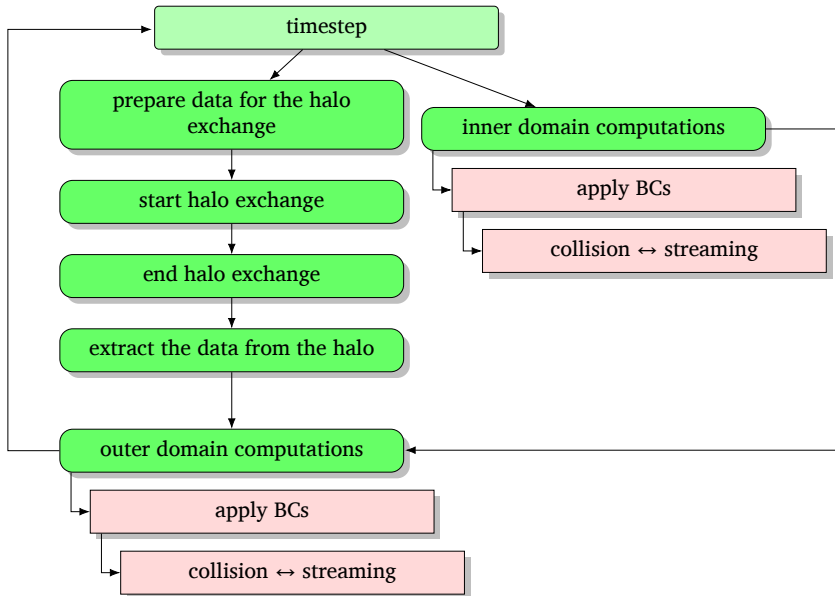 timestep
prepare data for the halo
exchange
inner domain computations
apply BCs
start halo exchange
collision ↔ streaming
end halo exchange
extract the data from the halo
outer domain computations
apply BCs
collision ↔ streaming